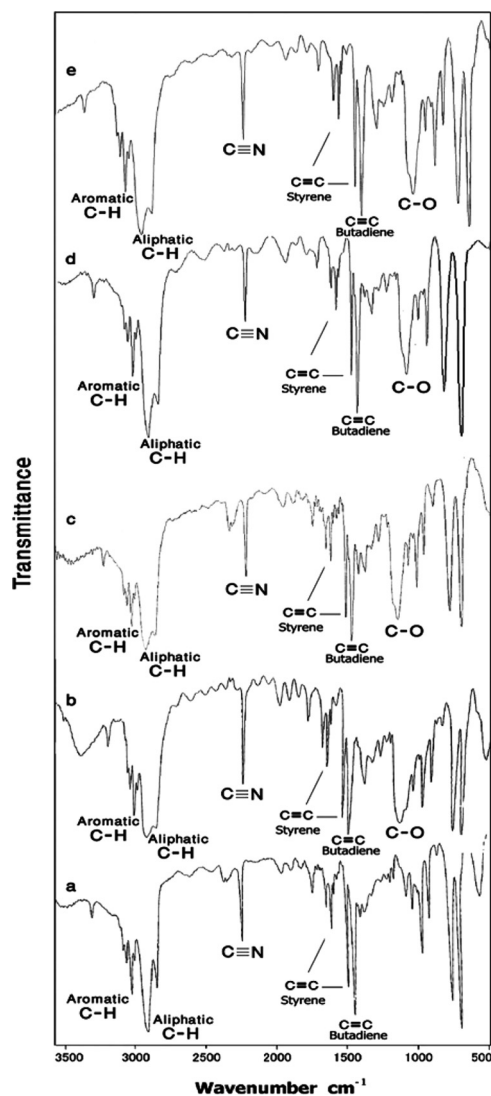 e
C≡N
Aromatic
C–H
C=C
Styrene
C–O
Aliphatic
C–H
C=C
Butadiene
d
C≡N
Aromatic
C–H
C=C
Styrene
C–O
Aliphatic
C–H
C=C
Butadiene
Transmittance
c
C≡N
Aromatic
C–H
C=C
Styrene
C–O
Aliphatic
C–H
C=C
Butadiene
b
C≡N
Aromatic
C–H
C=C
Styrene
C–O
Aliphatic
C–H
C=C
Butadiene
a
C≡N
Aromatic
C–H
C=C
Styrene
Aliphatic
C–H
C=C
Butadiene
3500 3000 2500 2000 1500 1000 500
Wavenumber cm⁻¹